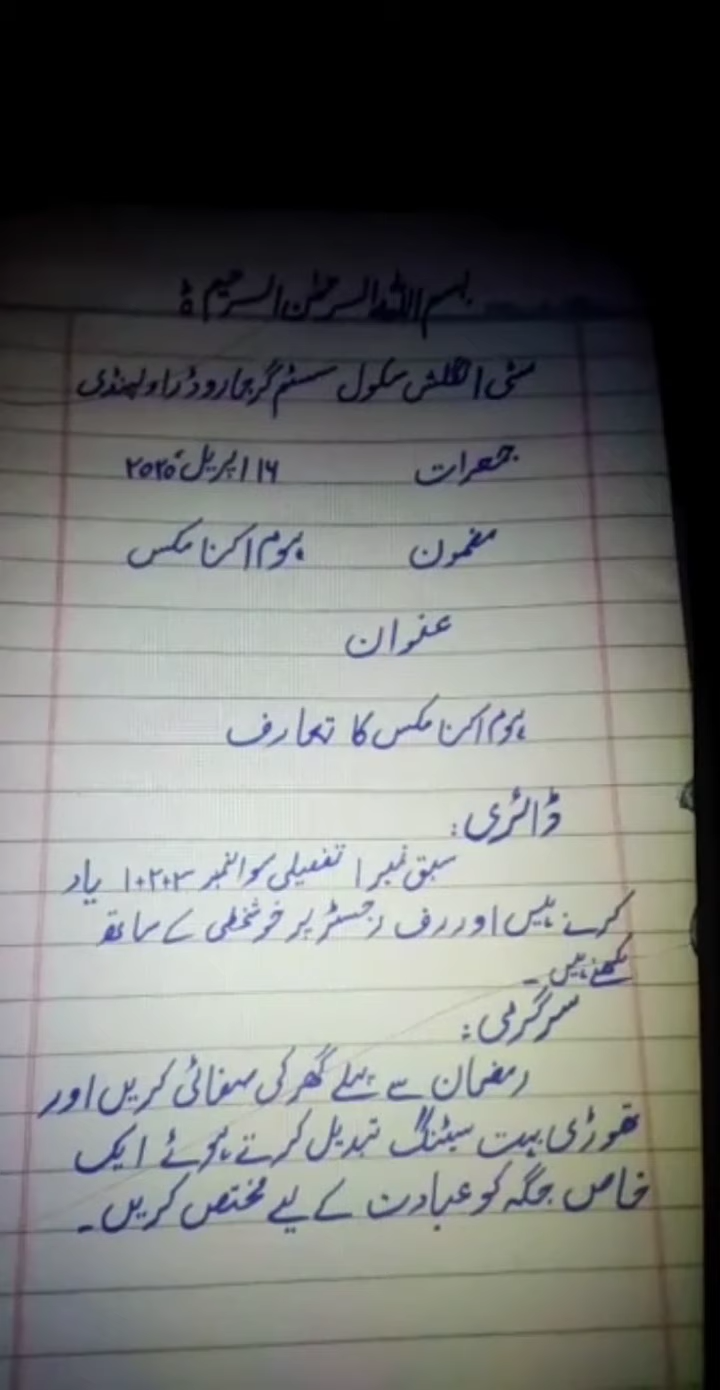 بسم اللہ الرحمٰن الرحیم ۀ
سٹی انگلش سکول سسٹم گرجا روڈ راولپنڈی
جمعرات ۱۶ اپریل ۲۰۲۰ء
مضمون ہوم اکنامکس
عنوان
ہوم اکنامکس کا تعارف
ڈائری:
سبق نمبر ۱ تفصیلی سوالنمبر ۱+۲+۳ یاد
کرنے ہیں اور رف رجسٹر پر خوشخطی کے ساتھ
لکھنے ہیں۔
سرگرمی:
رمضان سے پہلے گھر کی صفائی کریں اور
تھوڑی بہت سیٹنگ تبدیل کرتے ہوئے ایک
خاص جگہ کو عبادت کے لیے مختص کریں۔